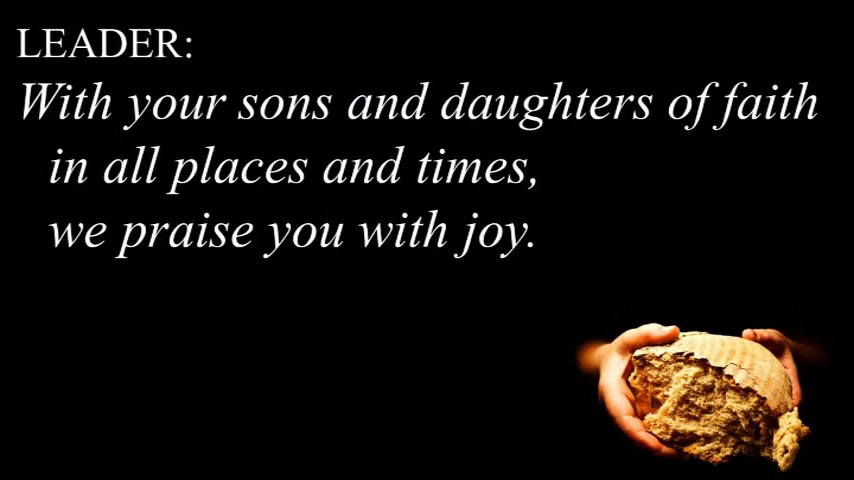 LEADER:
With your sons and daughters of faith
in all places and times,
we praise you with joy.